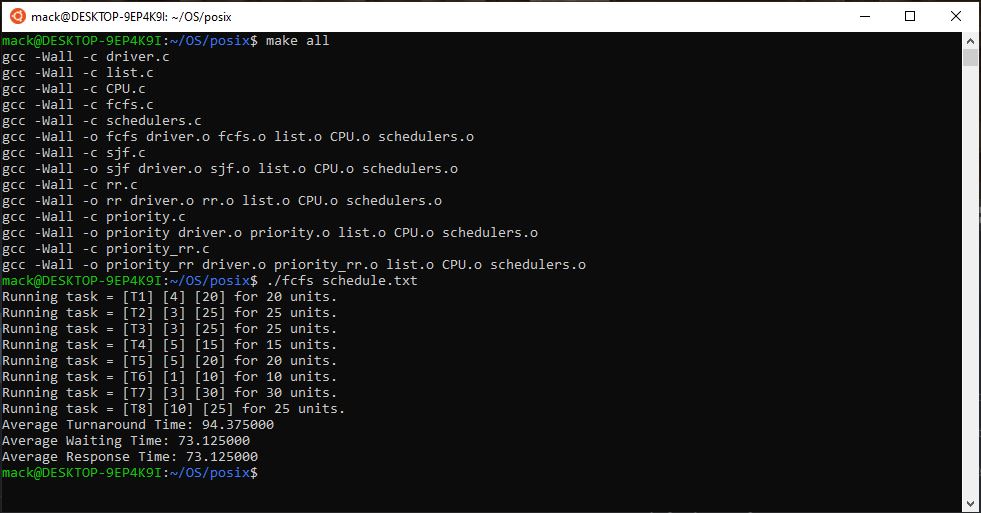 mack@DESKTOP-9EP4K9I: ~/OS/posix
mack@DESKTOP-9EP4K9I:~/OS/posix$ make all
gcc -Wall -c driver.c
gcc -Wall -c list.c
gcc -Wall -c CPU.c
gcc -Wall -c fcfs.c
gcc -Wall -c schedulers.c
gcc -Wall -o fcfs driver.o fcfs.o list.o CPU.o schedulers.o
gcc -Wall -c sjf.c
gcc -Wall -o sjf driver.o sjf.o list.o CPU.o schedulers.o
gcc -Wall -c rr.c
gcc -Wall -o rr driver.o rr.o list.o CPU.o schedulers.o
gcc -Wall -c priority.c
gcc -Wall -o priority driver.o priority.o list.o CPU.o schedulers.o
gcc -Wall -c priority_rr.c
gcc -Wall -o priority_rr driver.o priority_rr.o list.o CPU.o schedulers.o
mack@DESKTOP-9EP4K9I:~/OS/posix$ ./fcfs schedule.txt
Running task = [T1] [4] [20] for 20 units.
Running task = [T2] [3] [25] for 25 units.
Running task = [T3] [3] [25] for 25 units.
Running task = [T4] [5] [15] for 15 units.
Running task = [T5] [5] [20] for 20 units.
Running task = [T6] [1] [10] for 10 units.
Running task = [T7] [3] [30] for 30 units.
Running task = [T8] [10] [25] for 25 units.
Average Turnaround Time: 94.375000
Average Waiting Time: 73.125000
Average Response Time: 73.125000
mack@DESKTOP-9EP4K9I:~/OS/posix$